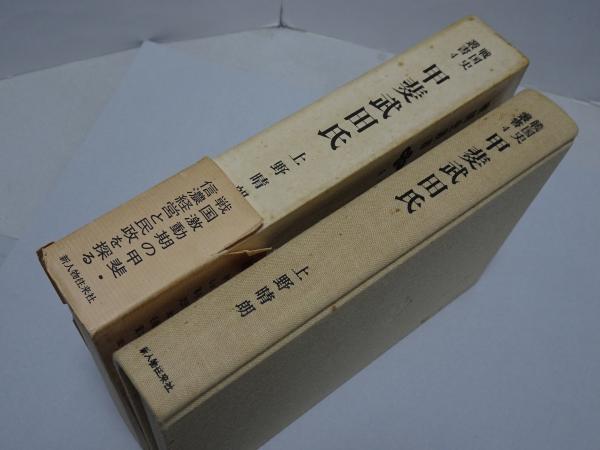 戦国史
叢書4
甲斐武田氏
上野晴
戦国激動期の甲斐・
信濃経営と民政を探る
新人物往来社
戦国史
叢書4
甲斐武田氏
上野晴朗
新人物往来社